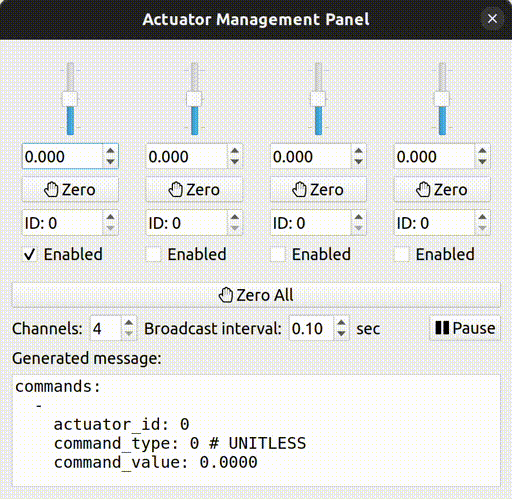 Actuator Management Panel
0.000 0.000 0.000 0.000
Zero Zero Zero Zero
ID: 0 ID: 0 ID: 0 ID: 0
Enabled Enabled Enabled Enabled
Zero All
Channels: 4 Broadcast interval: 0.10 sec Pause
Generated message:
commands:
  -
    actuator_id: 0
    command_type: 0 # UNITLESS
    command_value: 0.0000